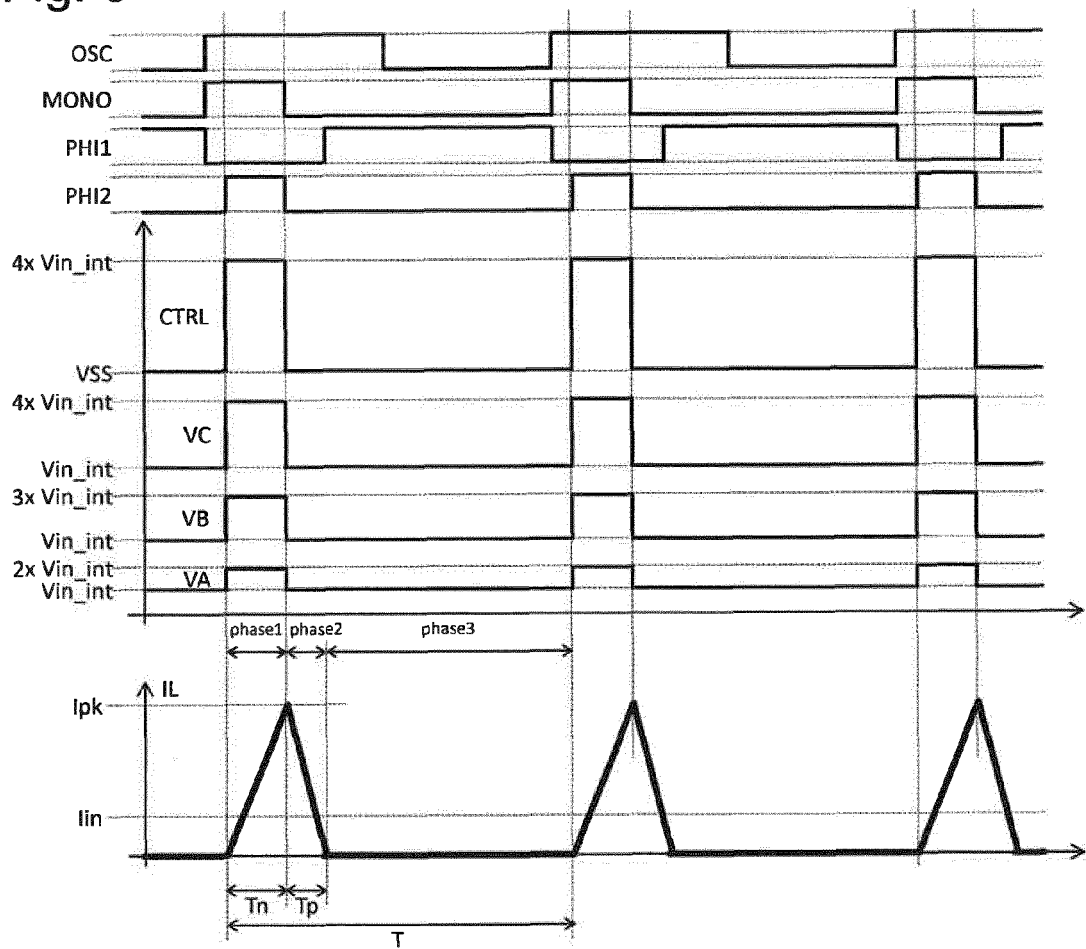 OSC
MONO
PHI1
PHI2
4x Vin_int
CTRL
VSS
4x Vin_int
VC
Vin_int
3x Vin_int
VB
Vin_int
2x Vin_int
VA
Vin_int
phase1 phase2 phase3
IL
Ipk
Iin
Tn Tp
T